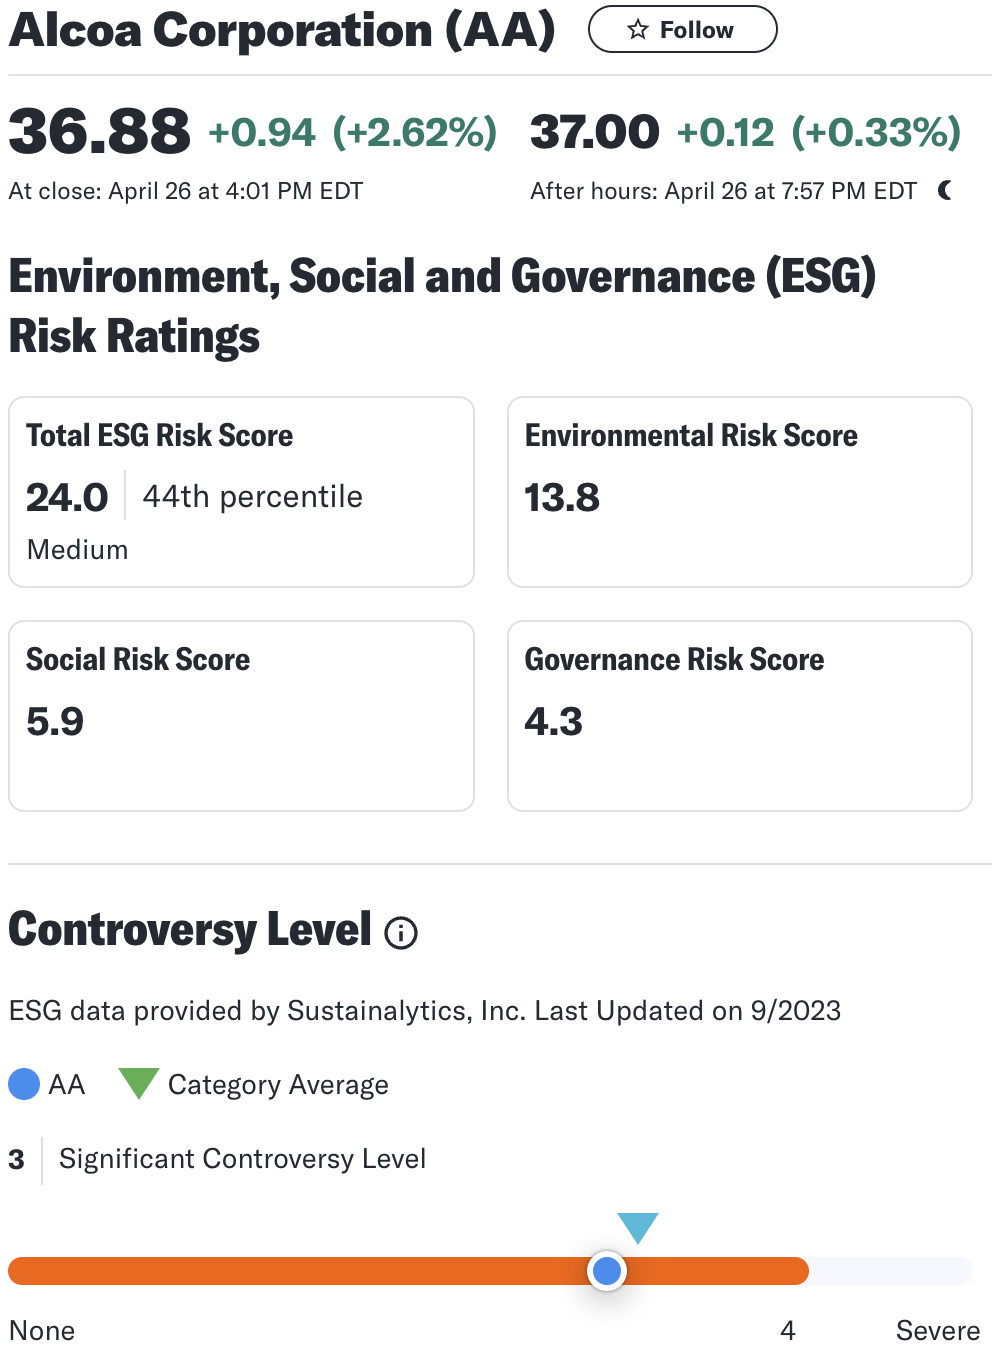 Alcoa Corporation (AA) Follow
36.88 +0.94 (+2.62%) 37.00 +0.12 (+0.33%)
At close: April 26 at 4:01 PM EDT After hours: April 26 at 7:57 PM EDT
Environment, Social and Governance (ESG)
Risk Ratings
Total ESG Risk Score
24.0 44th percentile
Medium
Environmental Risk Score
13.8
Social Risk Score
5.9
Governance Risk Score
4.3
Controversy Level
ESG data provided by Sustainalytics, Inc. Last Updated on 9/2023
AA Category Average
3 Significant Controversy Level
None 4 Severe